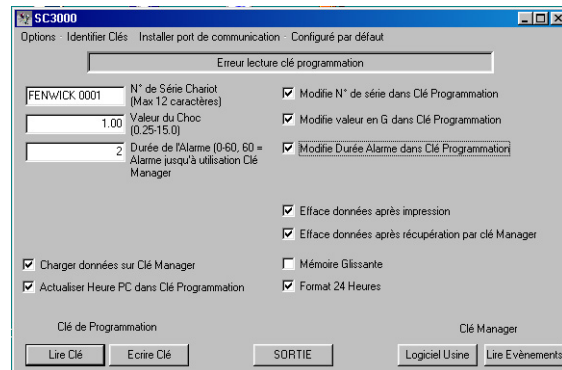 SC3000
Options Identifier Clés Installer port de communication Configuré par défaut
Erreur lecture clé programmation
FENWICK 0001
N° de Série Chariot
(Max 12 caractères)
Modifie N° de série dans Clé Programmation
1.00
Valeur du Choc
(0.25-15.0)
Modifie valeur en G dans Clé Programmation
2
Durée de l'Alarme (0-60, 60 =
Alarme jusqu'à utilisation Clé
Manager
Modifie Durée Alarme dans Clé Programmation
Efface données après impression
Efface données après récupération par clé Manager
Charger données sur Clé Manager
Mémoire Glissante
Actualiser Heure PC dans Clé Programmation
Format 24 Heures
Clé de Programmation
Clé Manager
Lire Clé
Ecrire Clé
SORTIE
Logiciel Usine
Lire Evènements